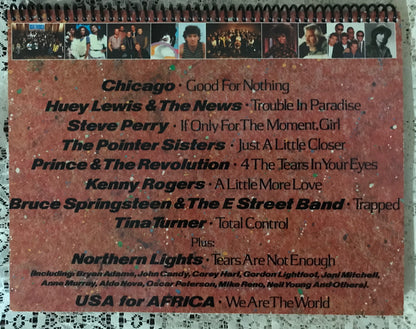 Chicago · Good For Nothing
Huey Lewis & The News · Trouble In Paradise
Steve Perry · If Only For The Moment, Girl
The Pointer Sisters · Just A Little Closer
Prince & The Revolution · 4 The Tears In Your Eyes
Kenny Rogers · A Little More Love
Bruce Springsteen & The E Street Band · Trapped
Tina Turner · Total Control
Plus:
Northern Lights · Tears Are Not Enough
(Including: Bryan Adams, John Candy, Corey Hart, Gordon Lightfoot, Joni Mitchell,
Anne Murray, Aldo Nova, Oscar Peterson, Mike Reno, Neil Young And Others).
USA for AFRICA · We Are The World